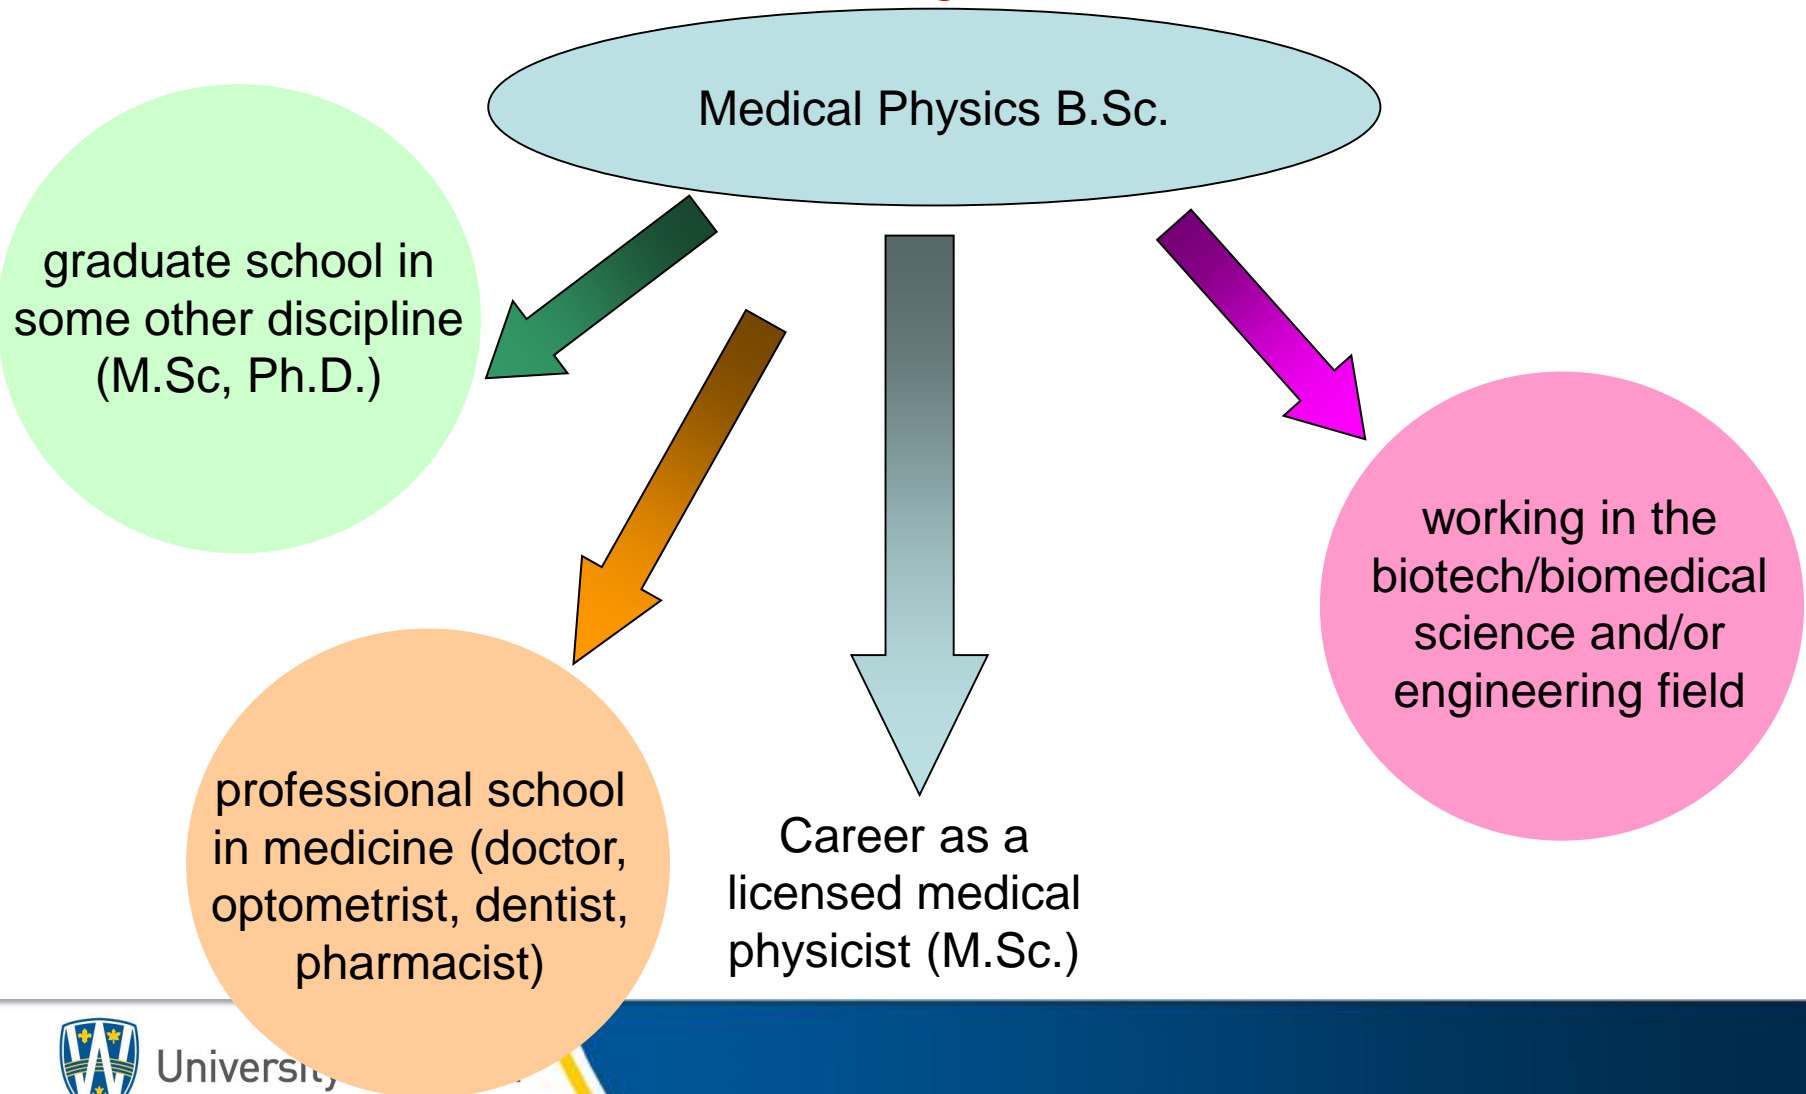 Medical Physics B.Sc.
graduate school in
some other discipline
(M.Sc, Ph.D.)
working in the
biotech/biomedical
science and/or
engineering field
professional school
in medicine (doctor,
optometrist, dentist,
pharmacist)
Career as a
licensed medical
physicist (M.Sc.)
University